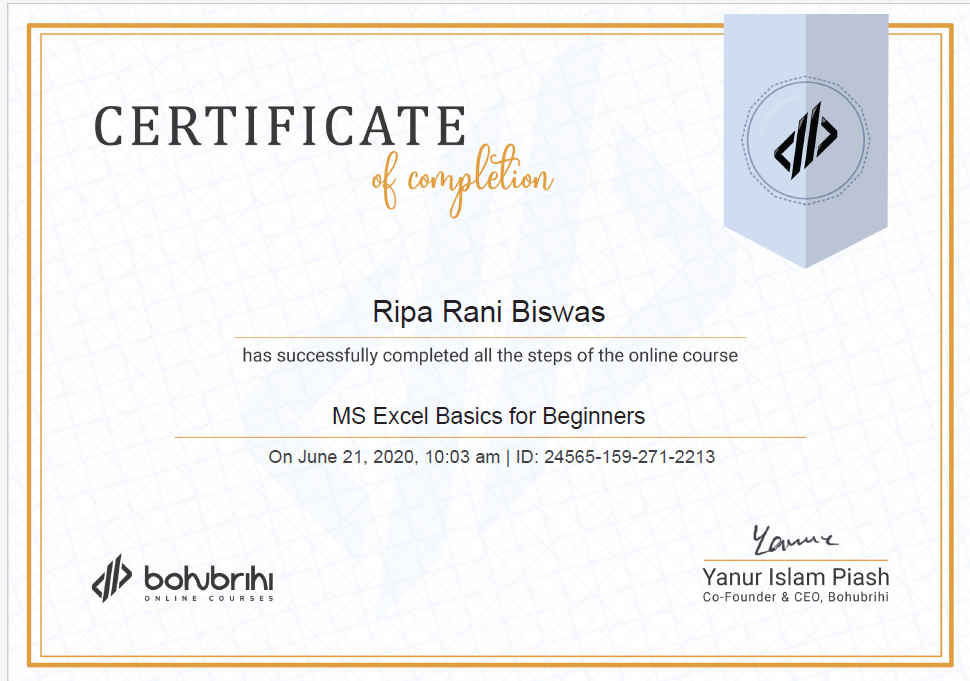 CERTIFICATE
of completion
Ripa Rani Biswas
has successfully completed all the steps of the online course
MS Excel Basics for Beginners
On June 21, 2020, 10:03 am | ID: 24565-159-271-2213
bohubrihi
ONLINE COURSES
Yanur Islam Piash
Co-Founder & CEO, Bohubrihi